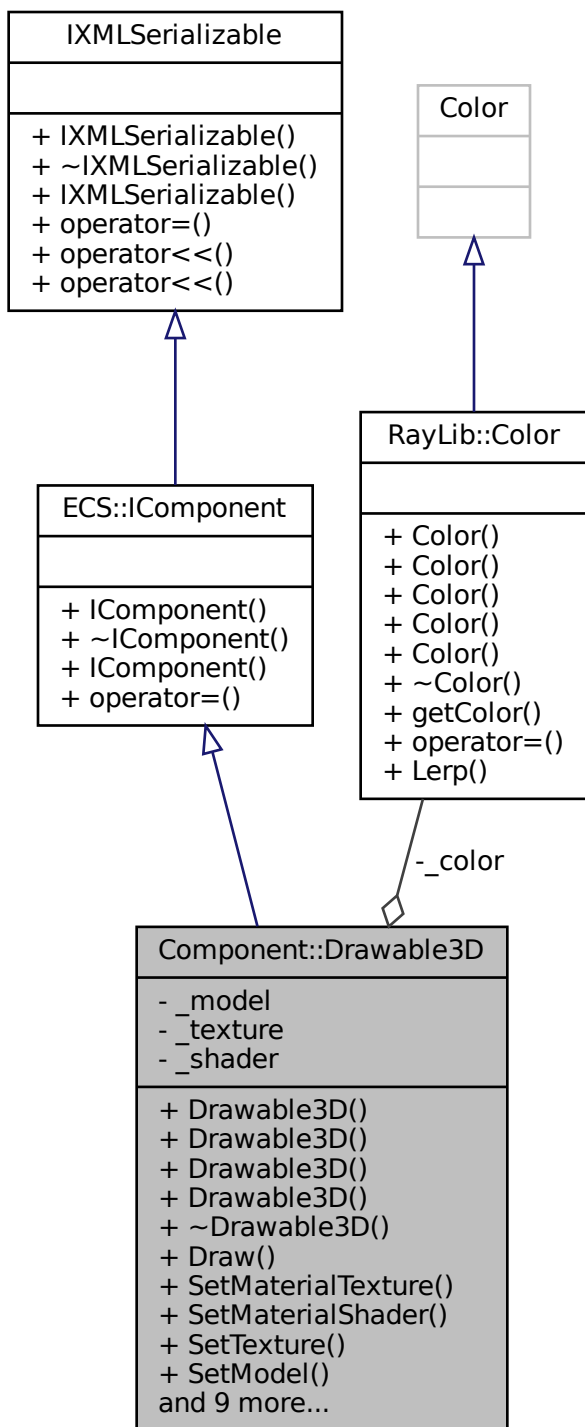 IXMLSerializable
+ IXMLSerializable()
+ ~IXMLSerializable()
+ IXMLSerializable()
+ operator=()
+ operator<<()
+ operator<<()
Color
ECS::IComponent
+ IComponent()
+ ~IComponent()
+ IComponent()
+ operator=()
RayLib::Color
+ Color()
+ Color()
+ Color()
+ Color()
+ Color()
+ ~Color()
+ getColor()
+ operator=()
+ Lerp()
-_color
Component::Drawable3D
- _model
- _texture
- _shader
+ Drawable3D()
+ Drawable3D()
+ Drawable3D()
+ Drawable3D()
+ ~Drawable3D()
+ Draw()
+ SetMaterialTexture()
+ SetMaterialShader()
+ SetTexture()
+ SetModel()
and 9 more...